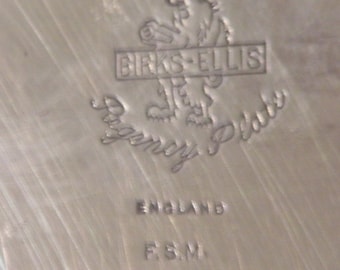 BIRKS-ELLIS
Regency Plate
ENGLAND
F.S.M.